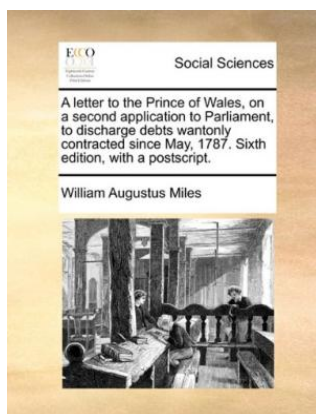 ECCO
Social Sciences
A letter to the Prince of Wales, on
a second application to Parliament,
to discharge debts wantonly
contracted since May, 1787. Sixth
edition, with a postscript.
William Augustus Miles